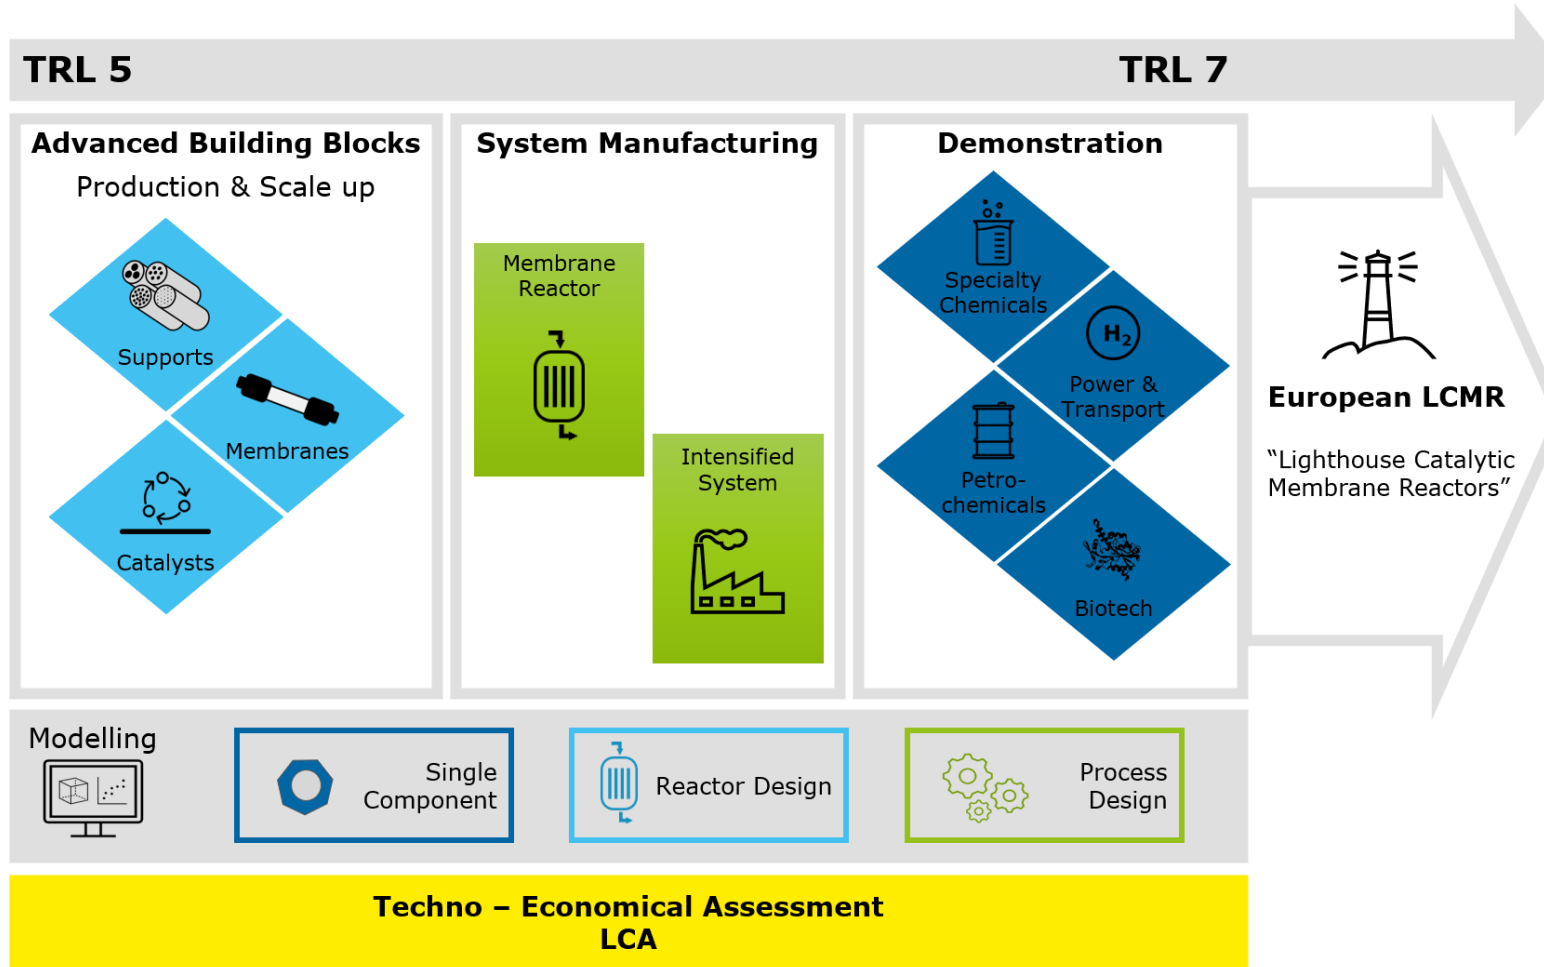 TRL 5
TRL 7
Advanced Building Blocks
Production & Scale up
Supports
Membranes
Catalysts
System Manufacturing
Membrane
Reactor
Intensified
System
Demonstration
Specialty
Chemicals
H2
Power &
Transport
Petro-
chemicals
Biotech
European LCMR
“Lighthouse Catalytic
Membrane Reactors”
Modelling
Single
Component
Reactor Design
Process
Design
Techno – Economical Assessment
LCA